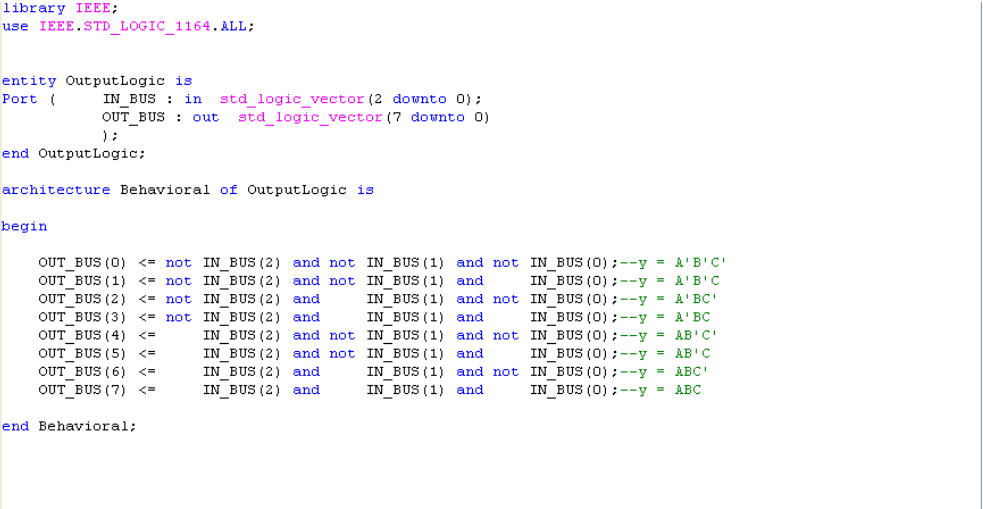 library IEEE;
use IEEE.STD_LOGIC_1164.ALL;
entity OutputLogic is
Port (     IN_BUS : in  std_logic_vector(2 downto 0);
           OUT_BUS : out  std_logic_vector(7 downto 0)
           );
end OutputLogic;
architecture Behavioral of OutputLogic is
begin
    OUT_BUS(0) <= not IN_BUS(2) and not IN_BUS(1) and not IN_BUS(0);--y = A'B'C'
    OUT_BUS(1) <= not IN_BUS(2) and not IN_BUS(1) and     IN_BUS(0);--y = A'B'C
    OUT_BUS(2) <= not IN_BUS(2) and     IN_BUS(1) and not IN_BUS(0);--y = A'BC'
    OUT_BUS(3) <= not IN_BUS(2) and     IN_BUS(1) and     IN_BUS(0);--y = A'BC
    OUT_BUS(4) <=     IN_BUS(2) and not IN_BUS(1) and not IN_BUS(0);--y = AB'C'
    OUT_BUS(5) <=     IN_BUS(2) and not IN_BUS(1) and     IN_BUS(0);--y = AB'C
    OUT_BUS(6) <=     IN_BUS(2) and     IN_BUS(1) and not IN_BUS(0);--y = ABC'
    OUT_BUS(7) <=     IN_BUS(2) and     IN_BUS(1) and     IN_BUS(0);--y = ABC
end Behavioral;